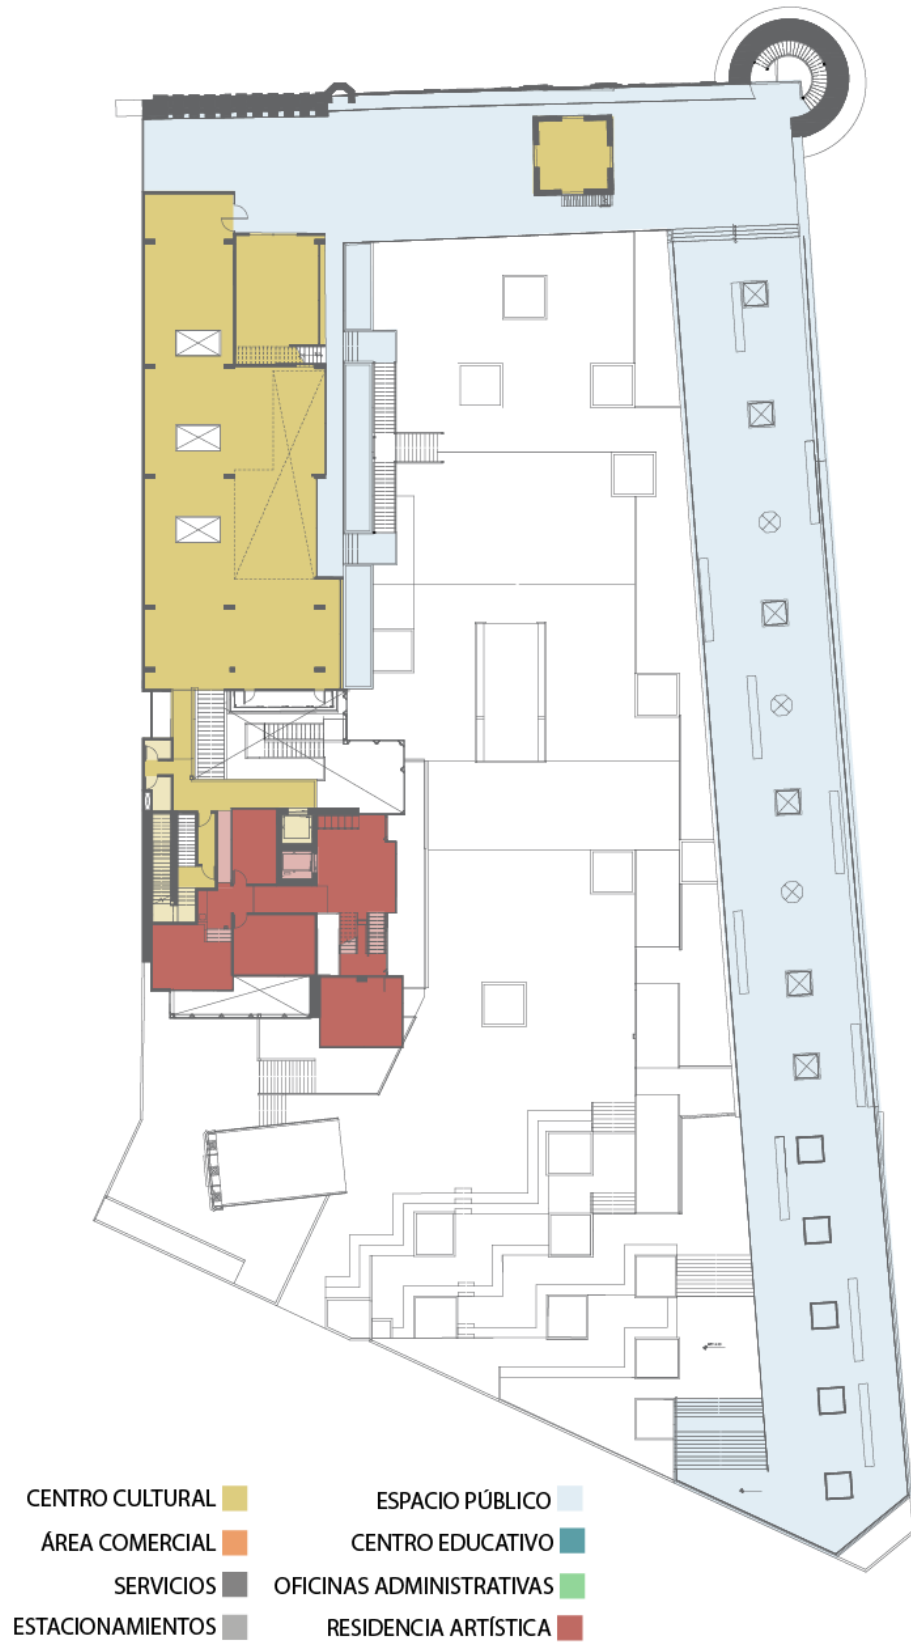 CENTRO CULTURAL
ÁREA COMERCIAL
SERVICIOS
ESTACIONAMIENTOS
ESPACIO PÚBLICO
CENTRO EDUCATIVO
OFICINAS ADMINISTRATIVAS
RESIDENCIA ARTÍSTICA